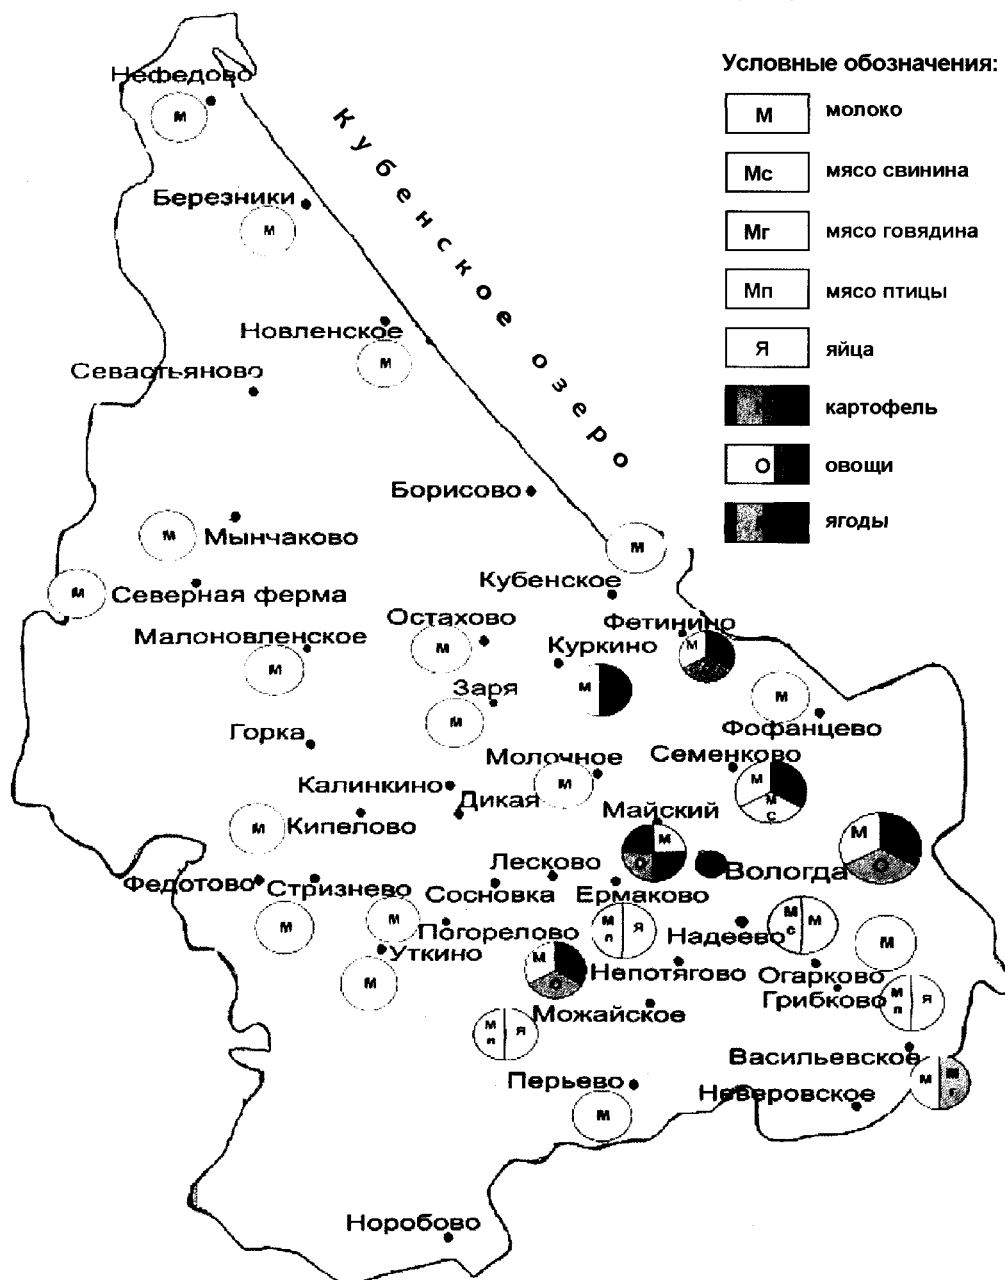 Условные обозначения:
М молоко
Мс мясо свинина
Мг мясо говядина
Мп мясо птицы
Я яйца
картофель
О овощи
ягоды
Кубенское озеро
Нефедово
М
Березники
М
Новленское
М
Севастьяново
Борисово
М
Мынчаково
М
М
Северная ферма
Кубенское
Малоновленское
М
Остахово
М
Фетинино
М
Куркино
М
Заря
М
М
Фофанцево
Горка
Молочное
М
Семенково
М
М
с
Калинкино
Дикая
Майский
М
О
М
Кипелово
М
О
Вологда
Лесково
Федотово
Стризнево
Сосновка
Ермаково
М
М
Погорелово
М
п
Я
Надеево
М
с
М
М
Уткино
М
М
О
Непотягово
Огарково
Грибково
М
п
Я
Можайское
М
п
Я
Васильевское
М
Перьево
Неверовское
М
Норобово